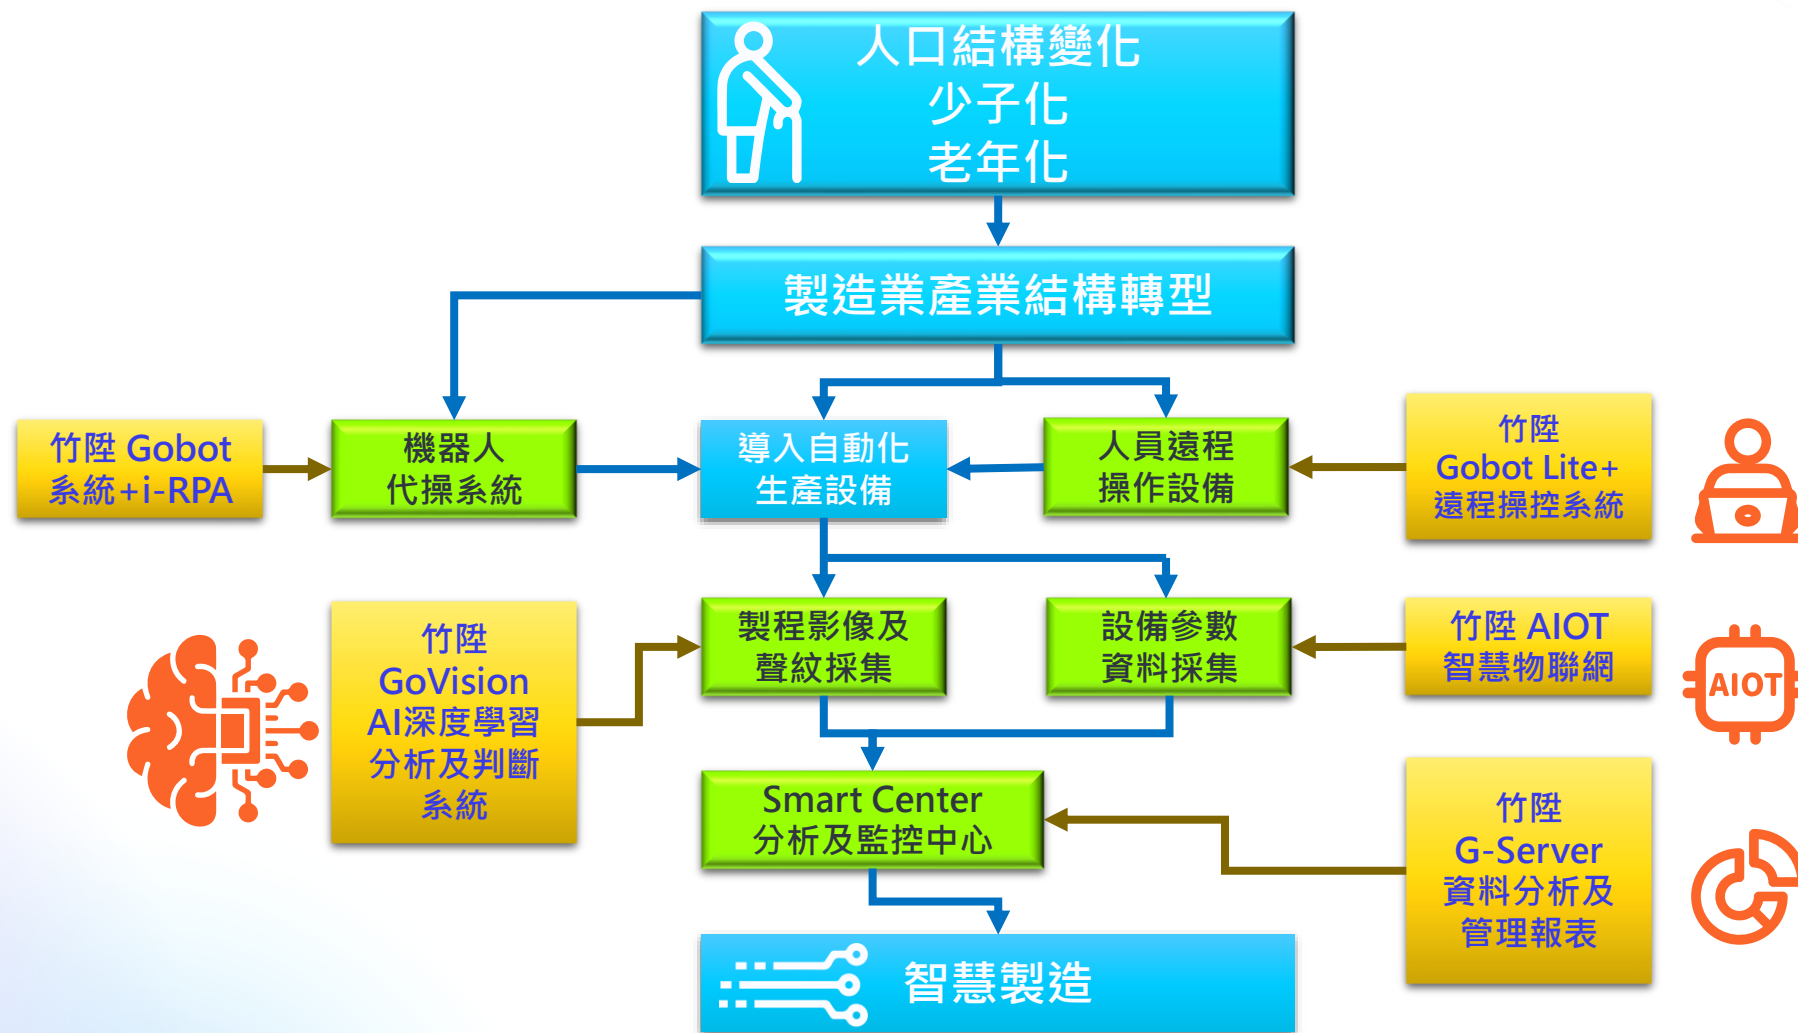 人口結構變化
少子化
老年化
製造業產業結構轉型
竹陞 Gobot
系統+i-RPA
機器人
代操系統
導入自動化
生產設備
人員遠程
操作設備
竹陞
Gobot Lite+
遠程操控系統
竹陞
GoVision
AI深度學習
分析及判斷
系統
製程影像及
聲紋採集
設備參數
資料採集
竹陞 AIOT
智慧物聯網
AIOT
Smart Center
分析及監控中心
竹陞
G-Server
資料分析及
管理報表
智慧製造